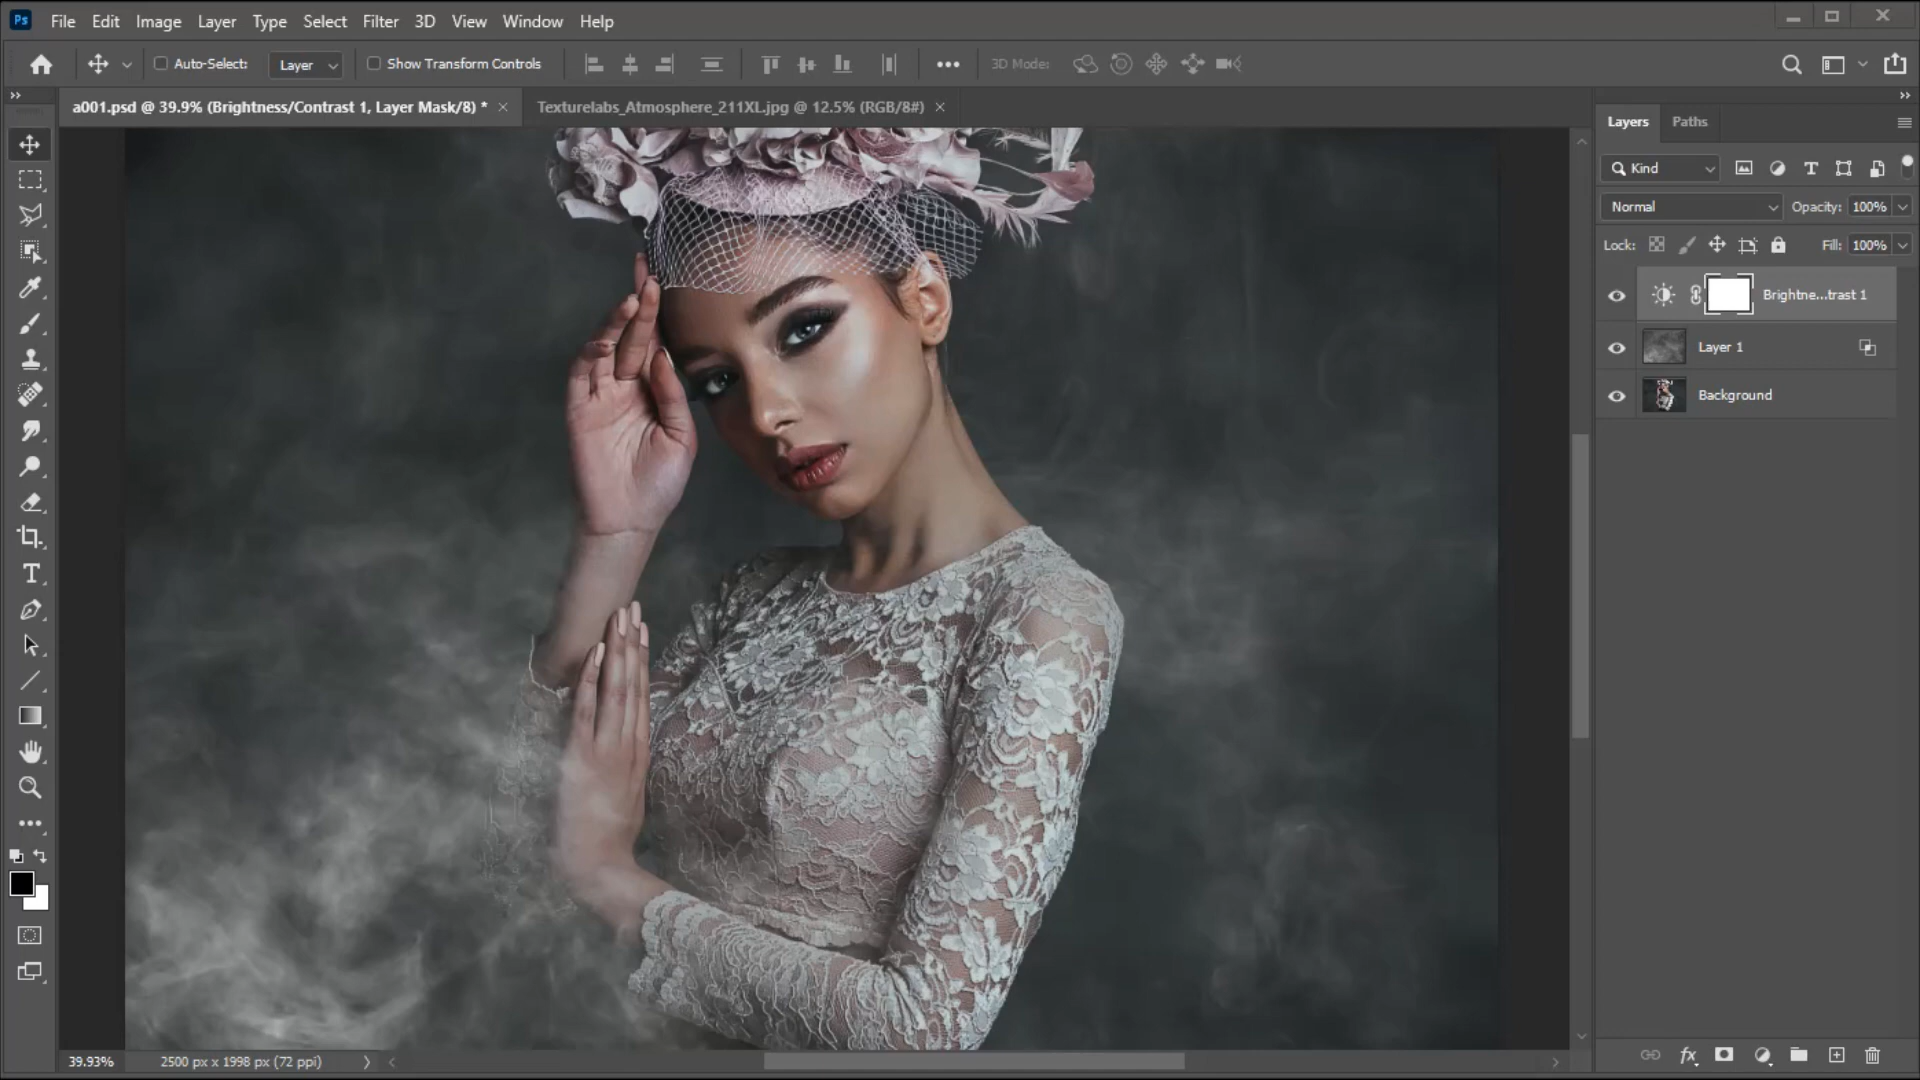 Ps File Edit Image Layer Type Select Filter 3D View Window Help
Auto-Select: Layer Show Transform Controls 3D Mode:
a001.psd @ 39.9% (Brightness/Contrast 1, Layer Mask/8) * Texturelabs_Atmosphere_211XL.jpg @ 12.5% (RGB/8#)
Layers Paths
Kind
Normal Opacity: 100%
Lock: Fill: 100%
Brightne...trast 1
Layer 1
Background
39.93% 2500 px x 1998 px (72 ppi)